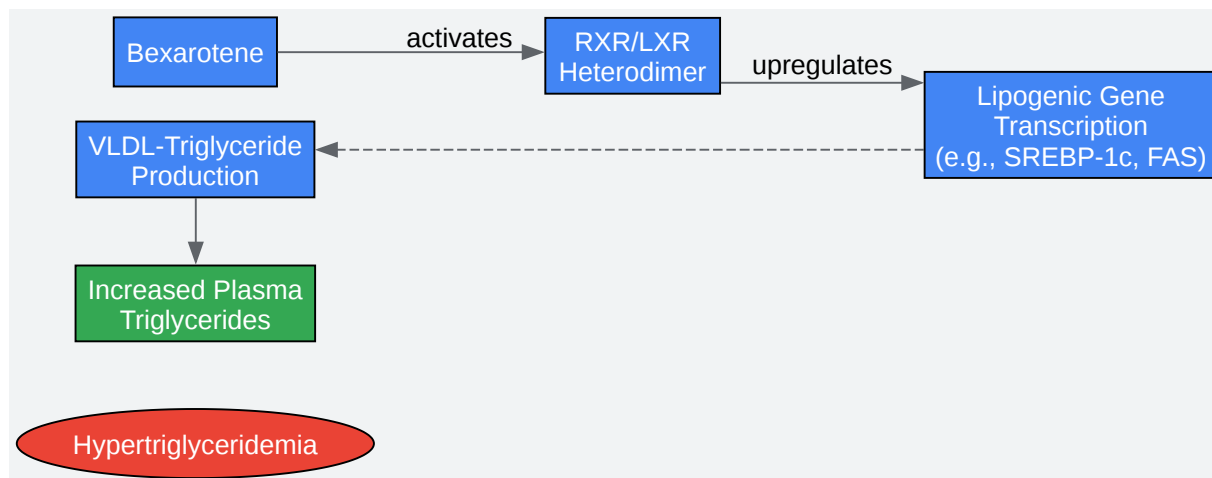 Bexarotene
activates
RXR/LXR
Heterodimer
upregulates
Lipogenic Gene
Transcription
(e.g., SREBP-1c, FAS)
VLDL-Triglyceride
Production
Increased Plasma
Triglycerides
Hypertriglyceridemia